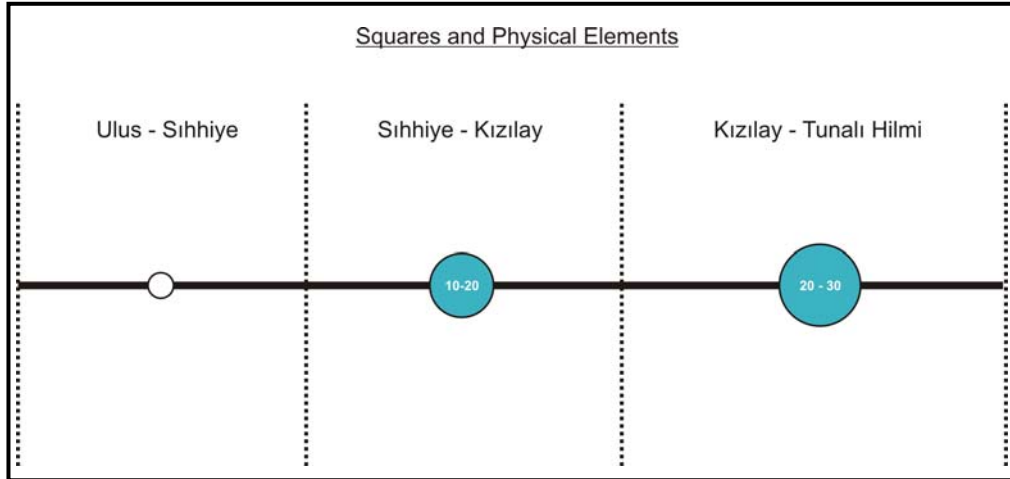 Squares and Physical Elements
Ulus - Sıhhiye
Sıhhiye - Kızılay
Kızılay - Tunalı Hilmi
10-20
20 - 30